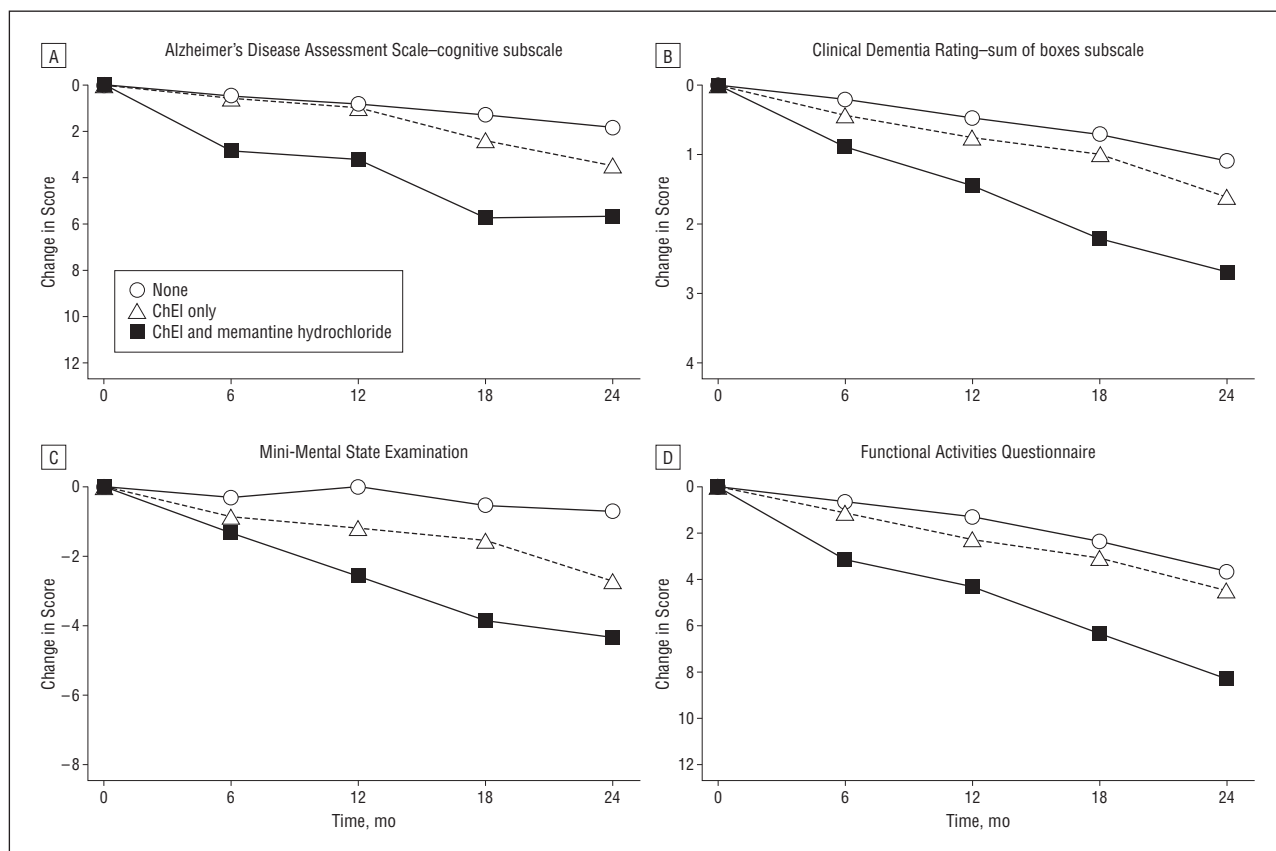 A
Alzheimer's Disease Assessment Scale–cognitive subscale
0
2
4
6
8
10
12
Change in Score
None
ChEI only
ChEI and memantine hydrochloride
0 6 12 18 24
B
Clinical Dementia Rating–sum of boxes subscale
0
1
2
3
4
Change in Score
0 6 12 18 24
C
Mini-Mental State Examination
0
−2
−4
−6
−8
Change in Score
0 6 12 18 24
Time, mo
D
Functional Activities Questionnaire
0
2
4
6
8
10
12
Change in Score
0 6 12 18 24
Time, mo